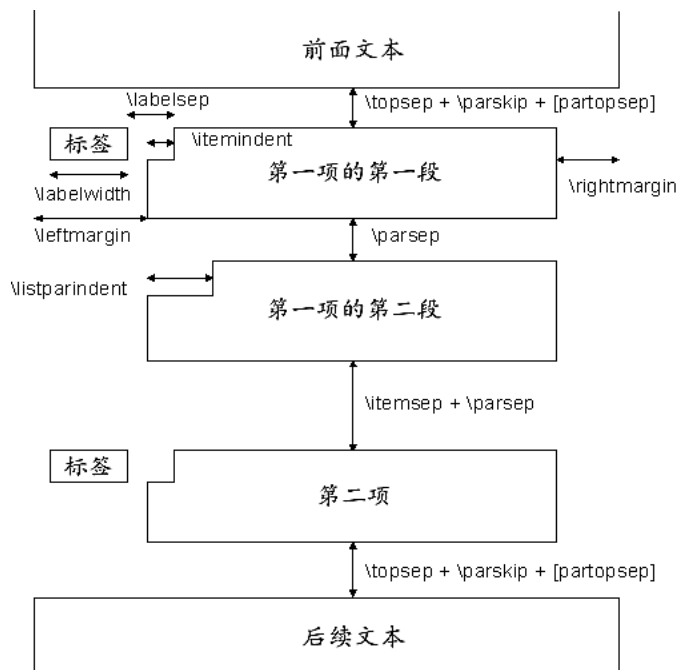 前面文本
\labelsep
\topsep + \parskip + [partopsep]
标签
\itemindent
第一项的第一段
\labelwidth
\rightmargin
\leftmargin
\parsep
\listparindent
第一项的第二段
\itemsep + \parsep
标签
第二项
\topsep + \parskip + [partopsep]
后续文本